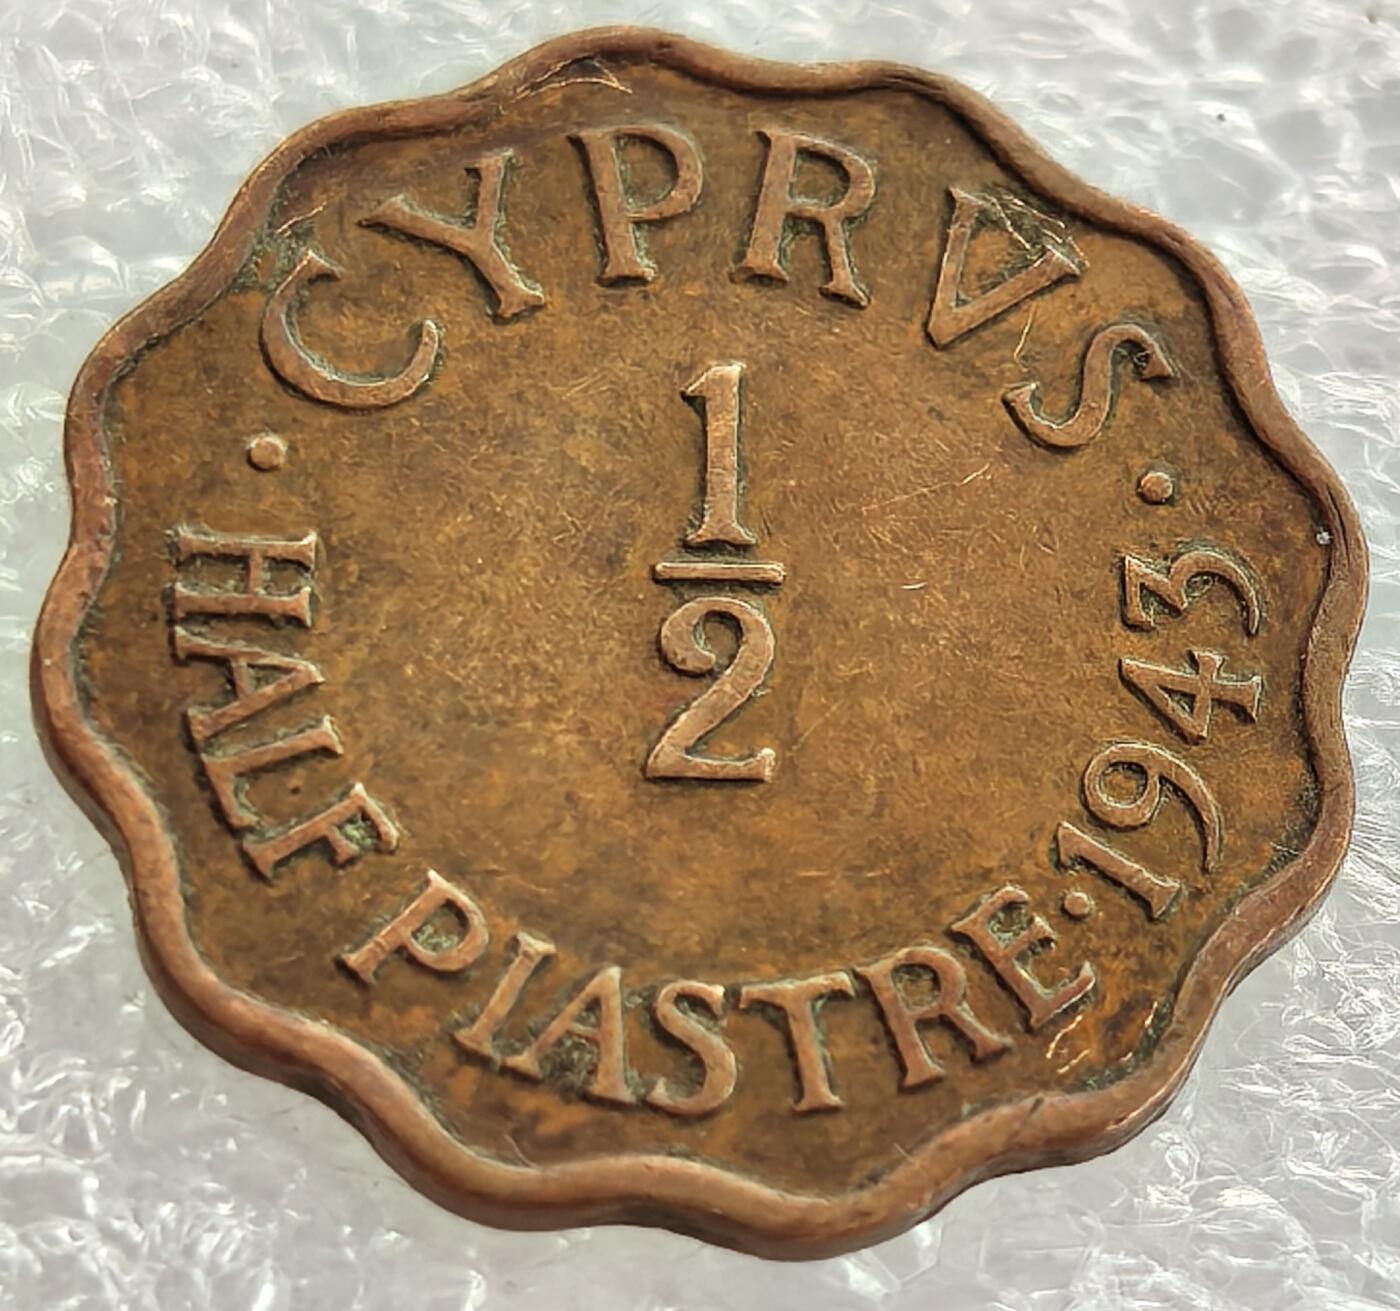 CYPRVS
1
2
· HALF PIASTRE · 1943 ·